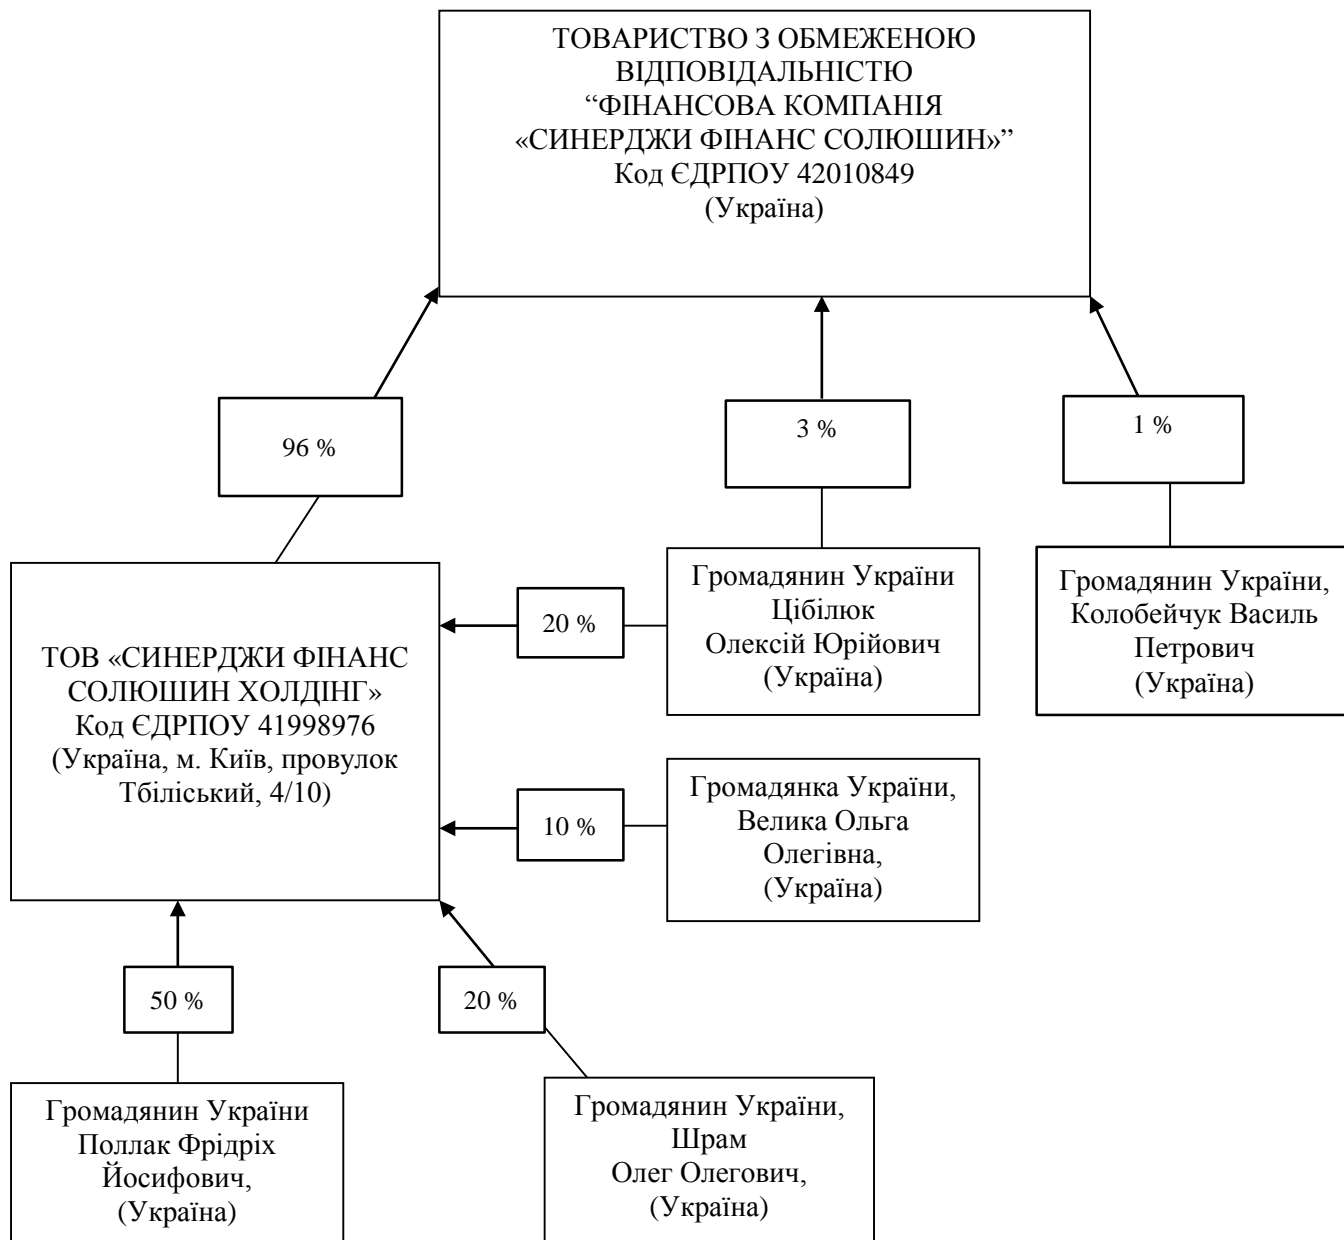 ТОВАРИСТВО З ОБМЕЖЕНОЮ
ВІДПОВІДАЛЬНІСТЮ
“ФІНАНСОВА КОМПАНІЯ
«СИНЕРДЖИ ФІНАНС СОЛЮШИН»”
Код ЄДРПОУ 42010849
(Україна)
96 %
3 %
1 %
ТОВ «СИНЕРДЖИ ФІНАНС
СОЛЮШИН ХОЛДІНГ»
Код ЄДРПОУ 41998976
(Україна, м. Київ, провулок
Тбіліський, 4/10)
20 %
Громадянин України
Цібілюк
Олексій Юрійович
(Україна)
Громадянин України,
Колобейчук Василь
Петрович
(Україна)
10 %
Громадянка України,
Велика Ольга
Олегівна,
(Україна)
50 %
20 %
Громадянин України
Поллак Фрідріх
Йосифович,
(Україна)
Громадянин України,
Шрам
Олег Олегович,
(Україна)